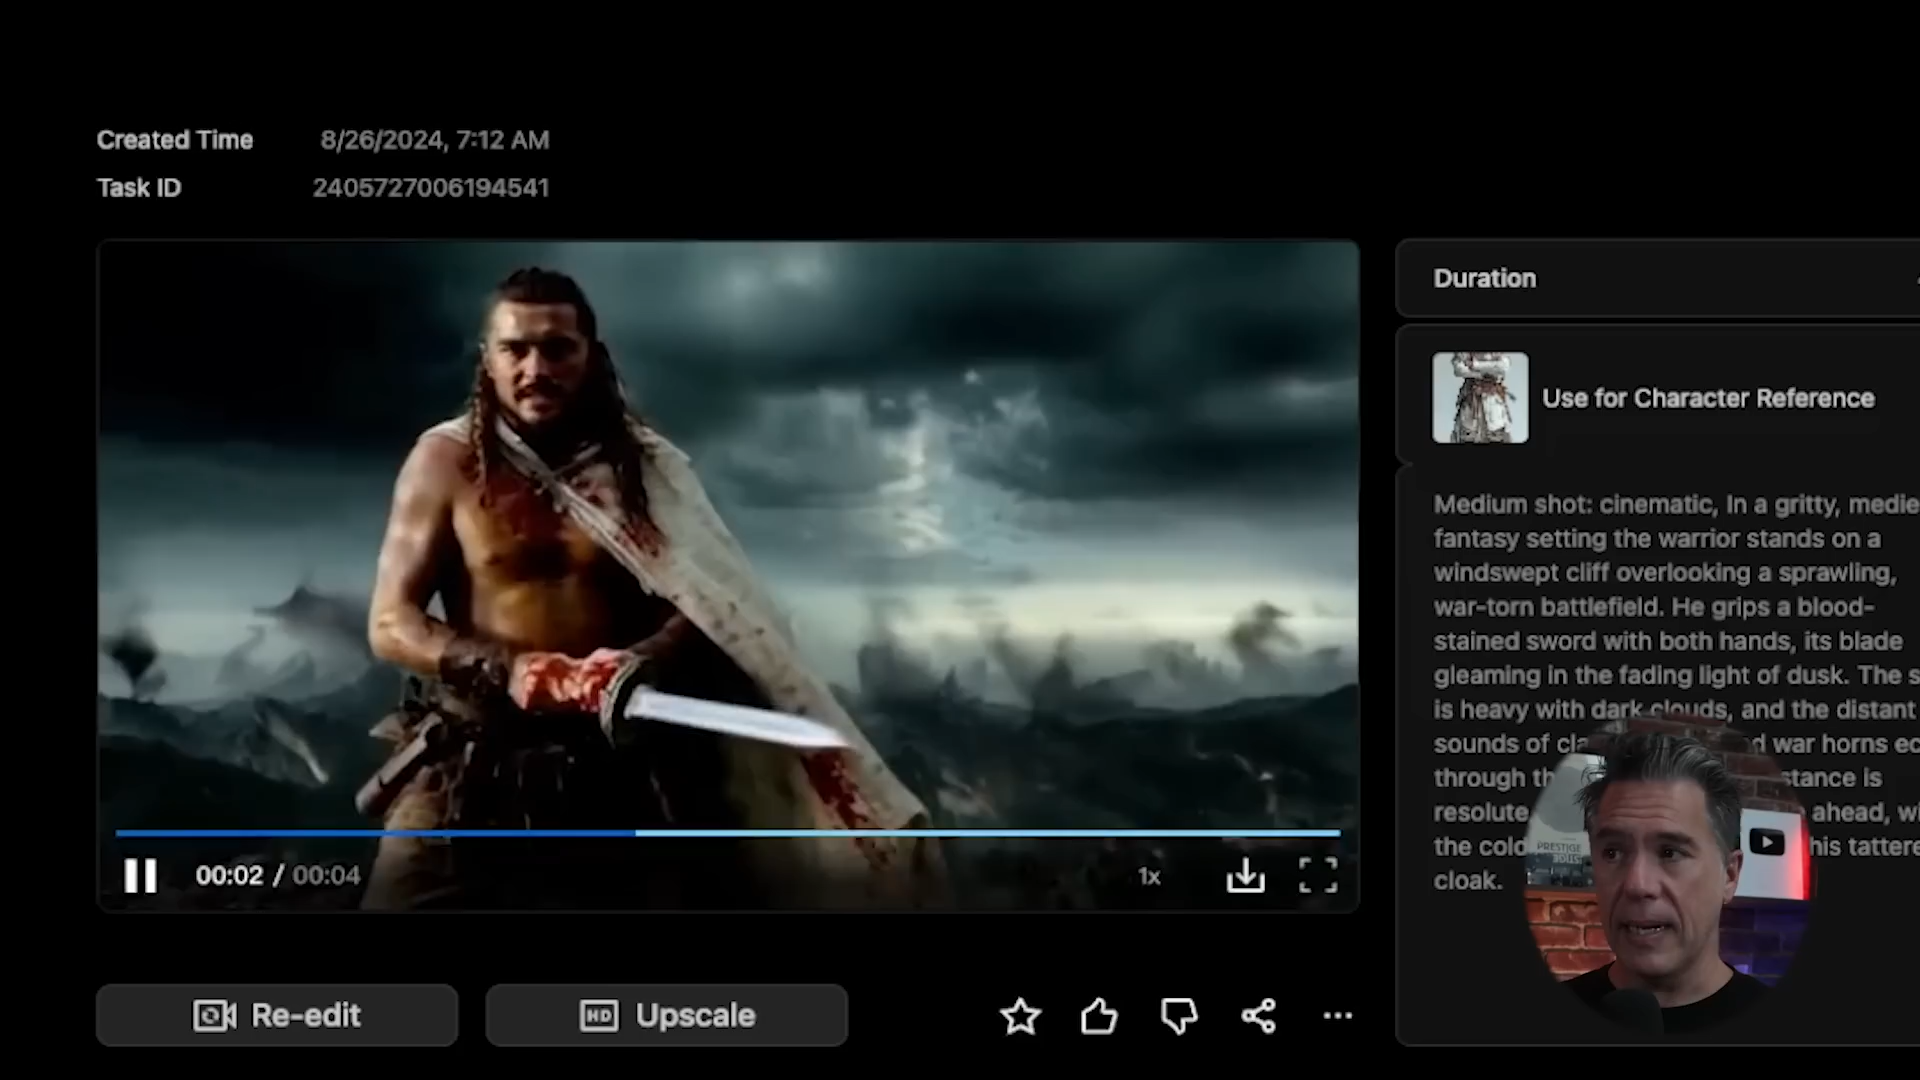 Created Time 8/26/2024, 7:12 AM
Task ID 2405727006194541
Duration
Use for Character Reference
Medium shot: cinematic, In a gritty,
fantasy setting the warrior stands on a
windswept cliff overlooking a sprawling,
war-torn battlefield. He grips a blood-
stained sword with both hands, its blade
gleaming in the fading light of dusk. The
is heavy with dark clouds, and the distant
sounds of war horns
through stance is
resolute ahead,
the cold his
cloak.
PRESTIGE
00:02 / 00:04
1x
Re-edit
HD Upscale